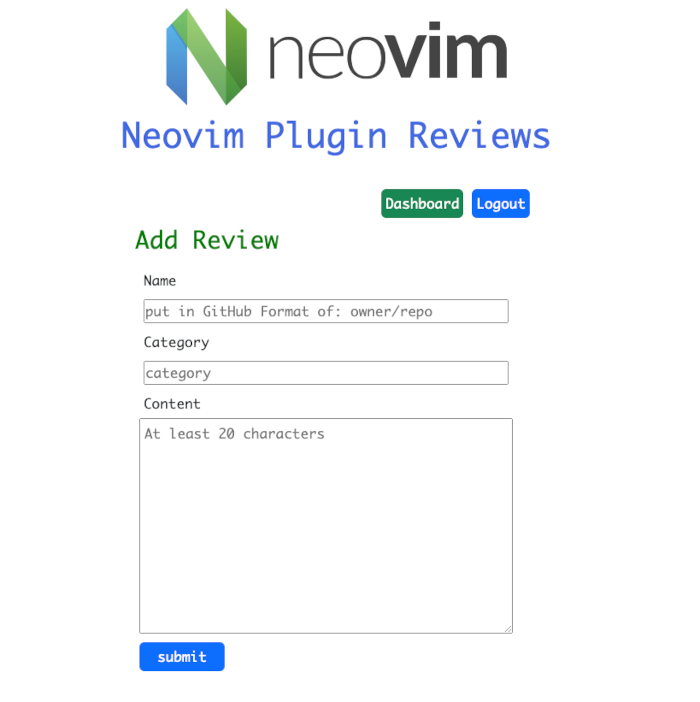 neovim
Neovim Plugin Reviews
Dashboard Logout
Add Review
Name
put in GitHub Format of: owner/repo
Category
category
Content
At least 20 characters
submit